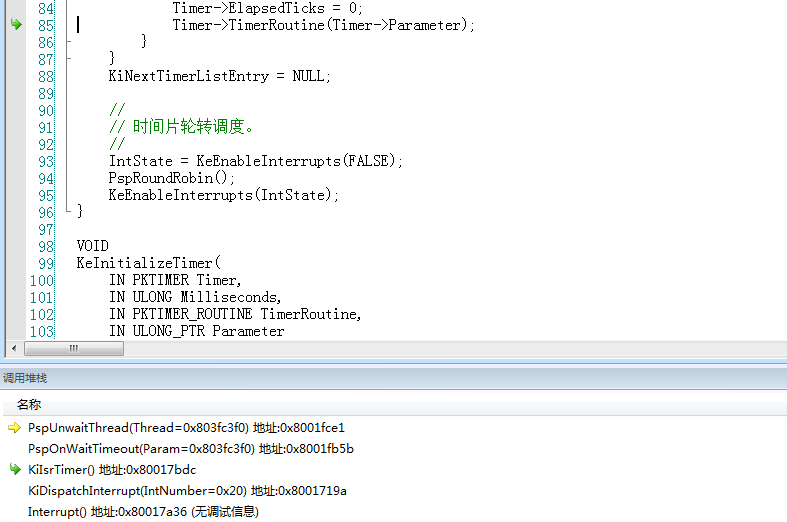 84 Timer->ElapsedTicks = 0;
85 Timer->TimerRoutine(Timer->Parameter);
86 }
87 }
88 KiNextTimerListEntry = NULL;
89
90 //
91 // 时间片轮转调度。
92 //
93 IntState = KeEnableInterrupts(FALSE);
94 PspRoundRobin();
95 KeEnableInterrupts(IntState);
96 }
97
98 VOID
99 KeInitializeTimer(
100 IN PKTIMER Timer,
101 IN ULONG Milliseconds,
102 IN PKTIMER_ROUTINE TimerRoutine,
103 IN ULONG_PTR Parameter
调用堆栈
名称
PspUnwaitThread(Thread=0x803fc3f0) 地址:0x8001fce1
PspOnWaitTimeout(Param=0x803fc3f0) 地址:0x8001fb5b
KiIsrTimer() 地址:0x80017bdc
KiDispatchInterrupt(IntNumber=0x20) 地址:0x8001719a
Interrupt() 地址:0x80017a36 (无调试信息)